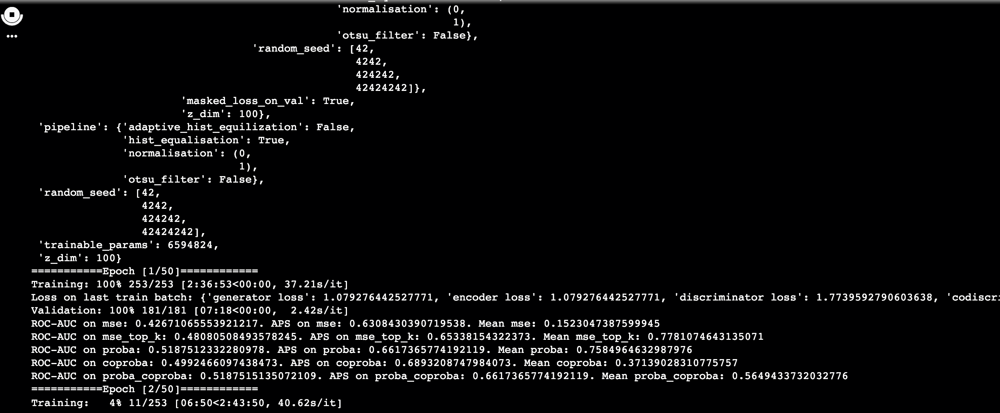 'normalisation': (0,
1),
'otsu_filter': False},
'random_seed': [42,
4242,
424242,
42424242]},
'masked_loss_on_val': True,
'z_dim': 100},
'pipeline': {'adaptive_hist_equilization': False,
'hist_equalisation': True,
'normalisation': (0,
1),
'otsu_filter': False},
'random_seed': [42,
4242,
424242,
42424242],
'trainable_params': 6594824,
'z_dim': 100}
===========Epoch [1/50]============
Training: 100% 253/253 [2:36:53<00:00, 37.21s/it]
Loss on last train batch: {'generator loss': 1.079276442527771, 'encoder loss': 1.079276442527771, 'discriminator loss': 1.7739592790603638, 'codiscri
Validation: 100% 181/181 [07:18<00:00,  2.42s/it]
ROC-AUC on mse: 0.42671065553921217. APS on mse: 0.6308430390719538. Mean mse: 0.1523047387599945
ROC-AUC on mse_top_k: 0.48080508493578245. APS on mse_top_k: 0.65338154322373. Mean mse_top_k: 0.7781074643135071
ROC-AUC on proba: 0.5187512332280978. APS on proba: 0.6617365774192119. Mean proba: 0.7584964632987976
ROC-AUC on coproba: 0.4992466097438473. APS on coproba: 0.6893208747984073. Mean coproba: 0.37139028310775757
ROC-AUC on proba_coproba: 0.5187515135072109. APS on proba_coproba: 0.6617365774192119. Mean proba_coproba: 0.5649433732032776
===========Epoch [2/50]============
Training:   4% 11/253 [06:50<2:43:50, 40.62s/it]